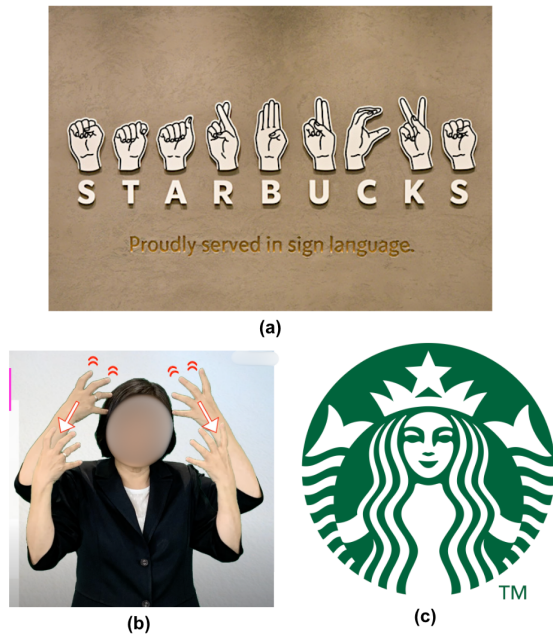 STARBUCKS
Proudly served in sign language.
(a)
(b)
TM
(c)